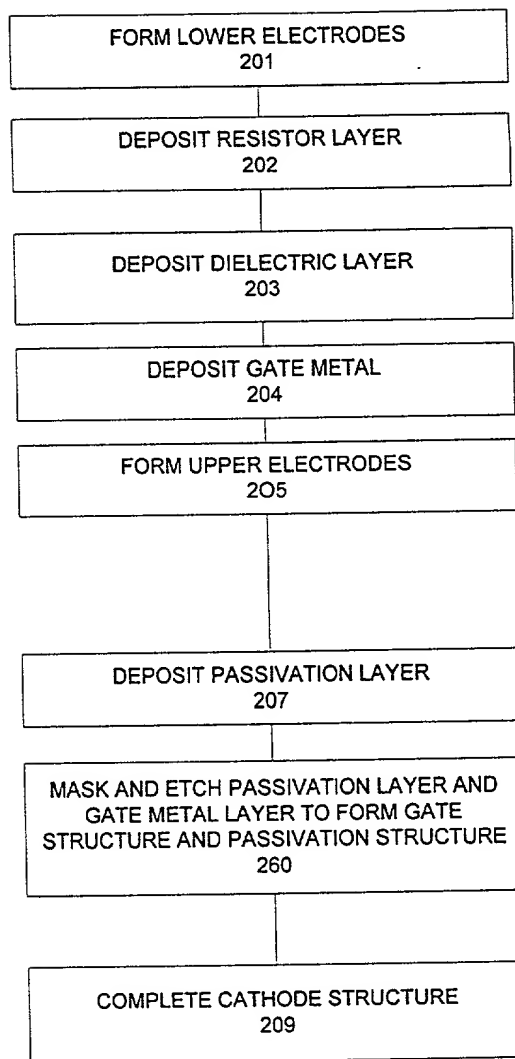 FORM LOWER ELECTRODES
201
DEPOSIT RESISTOR LAYER
202
DEPOSIT DIELECTRIC LAYER
203
DEPOSIT GATE METAL
204
FORM UPPER ELECTRODES
2O5
DEPOSIT PASSIVATION LAYER
207
MASK AND ETCH PASSIVATION LAYER AND
GATE METAL LAYER TO FORM GATE
STRUCTURE AND PASSIVATION STRUCTURE
260
COMPLETE CATHODE STRUCTURE
209